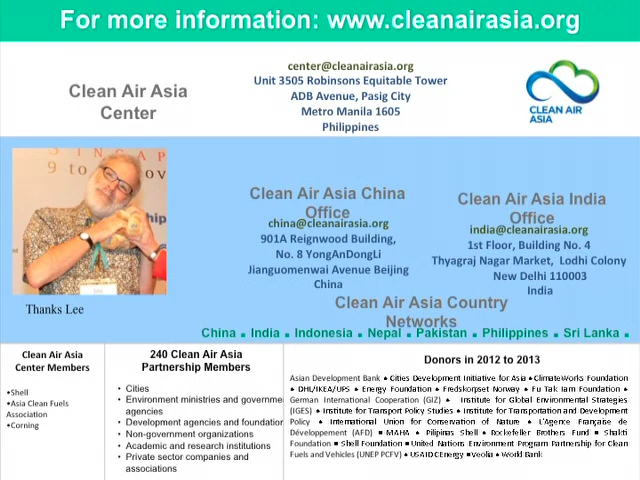 For more information: www.cleanairasia.org
Clean Air Asia
Center
center@cleanairasia.org
Unit 3505 Robinsons Equitable Tower
ADB Avenue, Pasig City
Metro Manila 1605
Philippines
CLEAN AIR
ASIA
Thanks Lee
Clean Air Asia China
Office
china@cleanairasia.org
901A Reignwood Building,
No. 8 YongAnDongLi
Jianguomenwai Avenue Beijing
China
Clean Air Asia India
Office
india@cleanairasia.org
1st Floor, Building No. 4
Thyagraj Nagar Market, Lodhi Colony
New Delhi 110003
India
Clean Air Asia Country
Networks
China ■ India ■ Indonesia ■ Nepal ■ Pakistan ■ Philippines ■ Sri Lanka ■
Clean Air Asia
Center Members
•Shell
•Asia Clean Fuels
Association
•Corning
240 Clean Air Asia
Partnership Members
• Cities
• Environment ministries and governme
agencies
• Development agencies and foundation
• Non-government organizations
• Academic and research institutions
• Private sector companies and
associations
Donors in 2012 to 2013
Asian Development Bank • Cities Development Initiative for Asia • ClimateWorks Foundation
• DHL/IKEA/UPS • Energy Foundation • Fredskorpset Norway • Fu Tak Iam Foundation •
German International Cooperation (GIZ) • Institute for Global Environmental Strategies
(IGES) • Institute for Transport Policy Studies • Institute for Transportation and Development
Policy • International Union for Conservation of Nature • L'Agence Française de
Développement (AFD) ■ MAHA • Pilipinas Shell • Rockefeller Brothers Fund ■ Shakti
Foundation ■ Shell Foundation ■ United Nations Environment Program Partnership for Clean
Fuels and Vehicles (UNEP PCFV) • USAID CEnergy • Veolia • World Bank